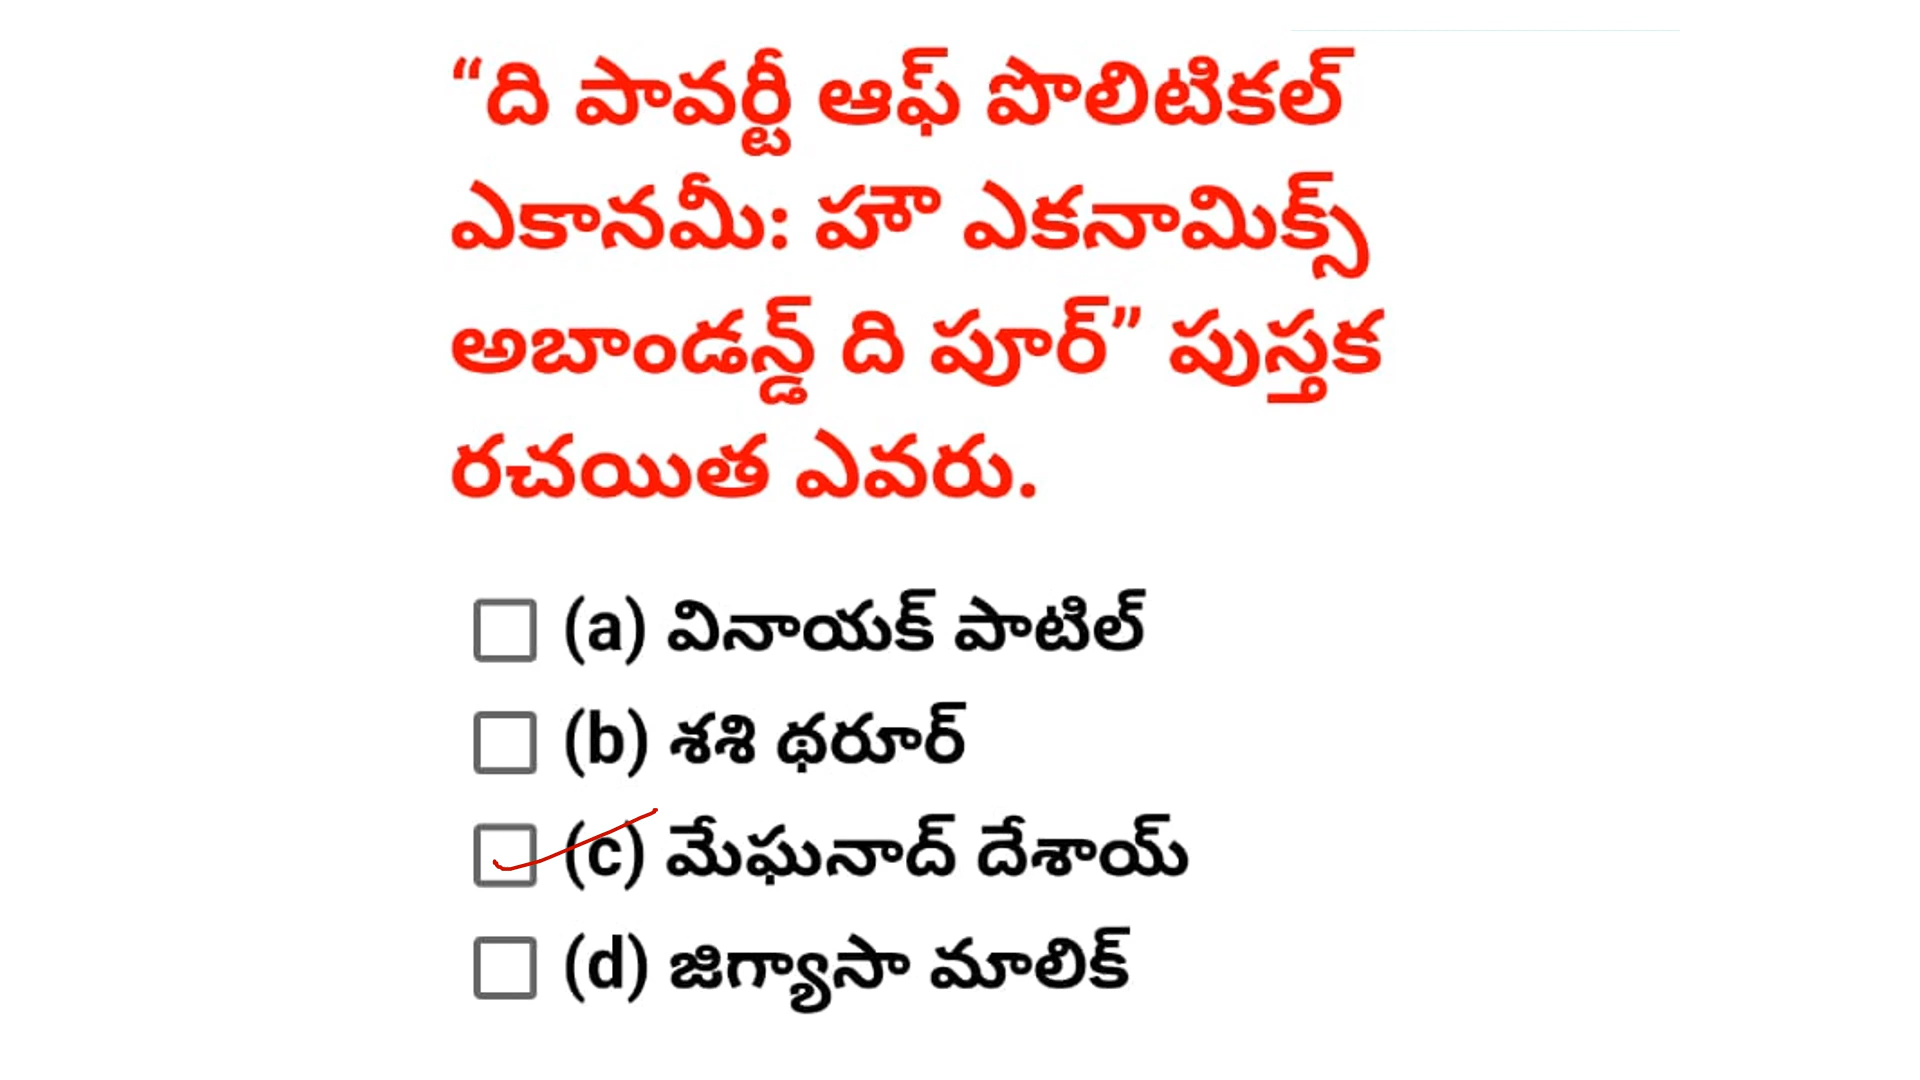 “ది పావర్టీ ఆఫ్ పొలిటికల్
ఎకానమీ: హౌ ఎకనామిక్స్
అబాండన్డ్ ది పూర్” పుస్తక
రచయిత ఎవరు.
(a) వినాయక్ పాటిల్
(b) శశి థరూర్
(c) మేఘనాద్ దేశాయ్
(d) జిగ్యాసా మాలిక్